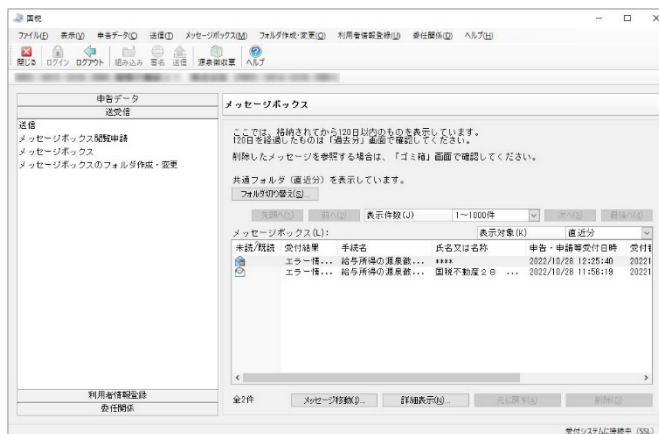 国税
ファイル(F) 表示(V) 申告データ(C) 送信(T) メッセージボックス(M) フォルダ作成・変更(O) 利用者情報登録(U) 委任関係(D) ヘルプ(H)
閉じる ログイン ログアウト 組み込み 署名 送信 源泉徴収票 ヘルプ
申告データ
送受信
送信
メッセージボックス閲覧申請
メッセージボックス
メッセージボックスのフォルダ作成・変更
利用者情報登録
委任関係
メッセージボックス
ここでは、格納されてから120日以内のものを表示しています。
120日を経過したものは「過去分」画面で確認してください。
削除したメッセージを参照する場合は、「ゴミ箱」画面で確認してください。
共通フォルダ(直近分)を表示しています。
フォルダ切り替え(S)...
先頭へ(1) 前へ(2) 表示件数(J) 1〜1000件 次へ(3) 最後へ(4)
メッセージボックス(L): 表示対象(K) 直近分
未読/既読 受付結果 手続名 氏名又は名称 申告・申請等受付日時 受付番
エラー情... 給与所得の源泉徴... **** 2022/10/28 12:25:40 20221
エラー情... 給与所得の源泉徴... 国税不動産28 ... 2022/10/28 11:56:19 20221
全2件 メッセージ移動(I)... 詳細表示(N)... 元に戻す(A) 削除(D)
受付システムに接続中 (SSL)